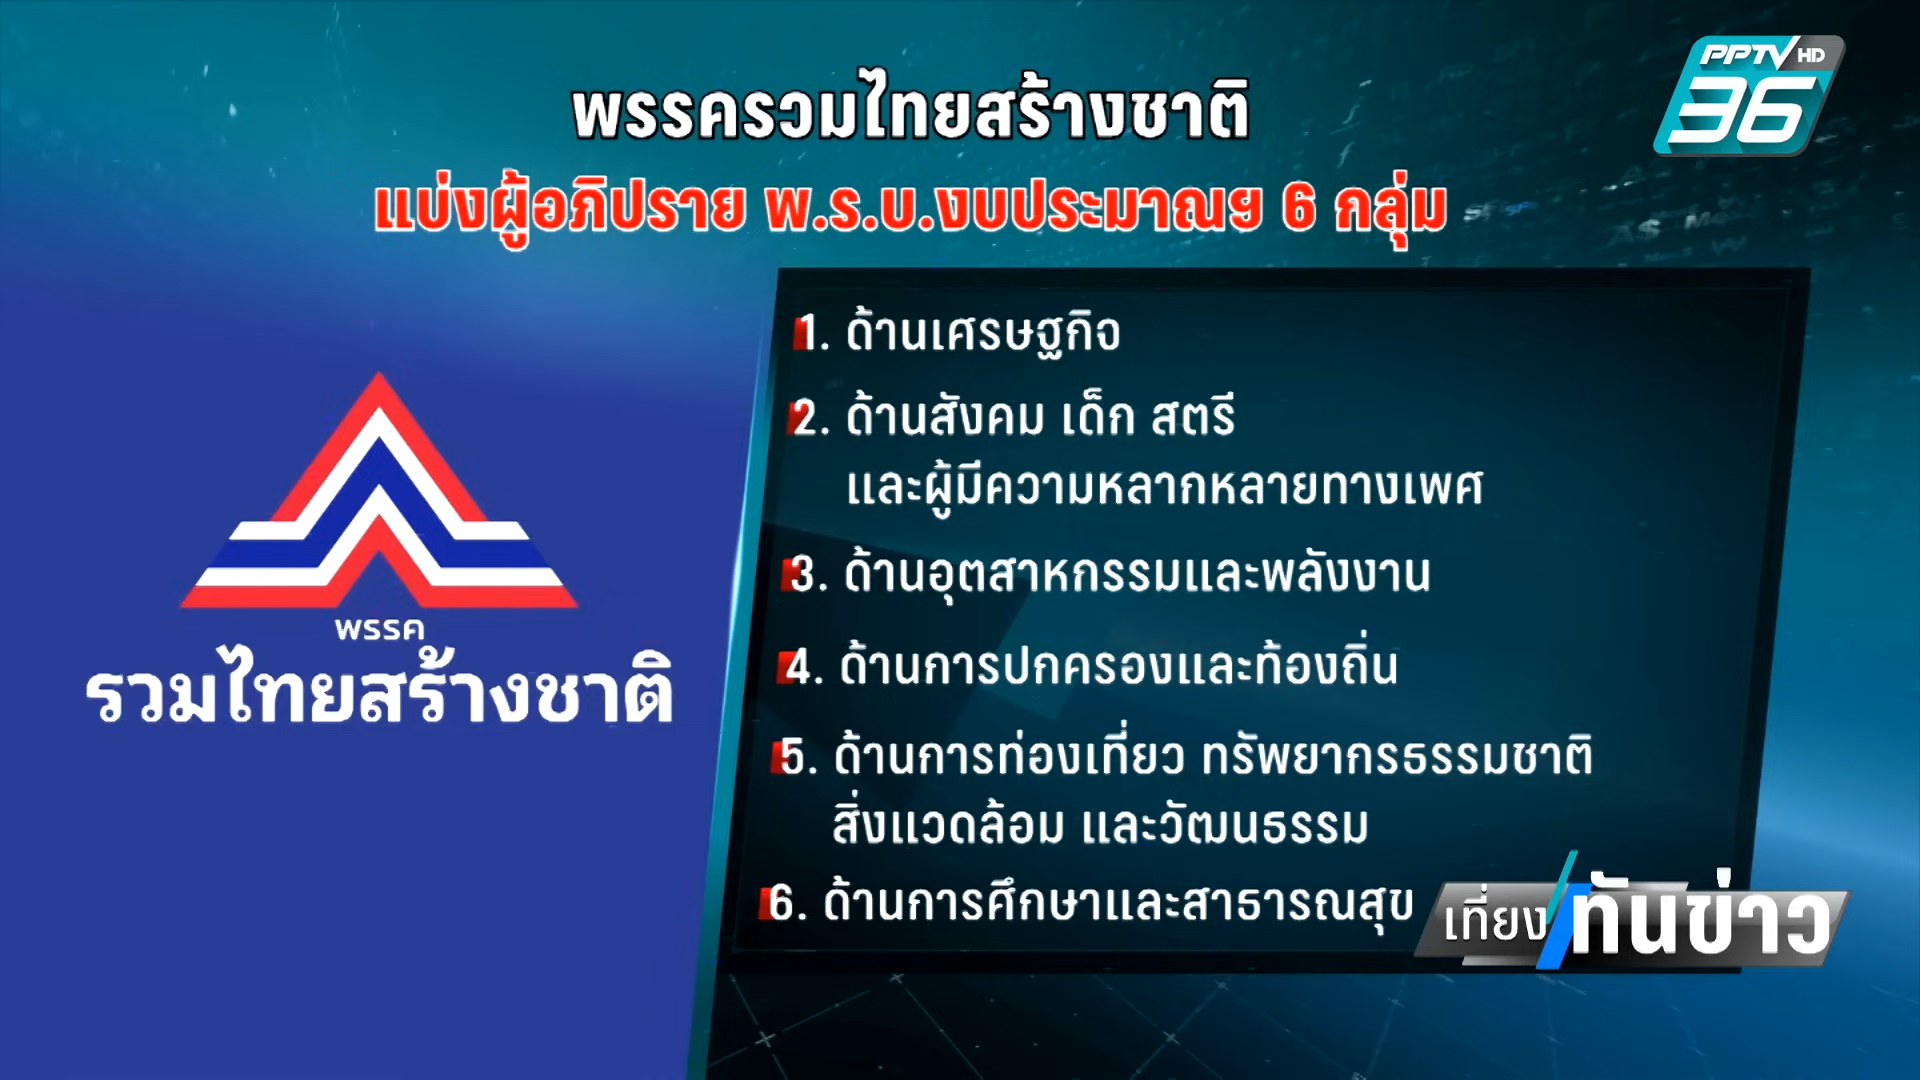 PPTV HD
36
พรรครวมไทยสร้างชาติ
แบ่งผู้อภิปราย พ.ร.บ.งบประมาณฯ 6 กลุ่ม
พรรค
รวมไทยสร้างชาติ
1. ด้านเศรษฐกิจ
2. ด้านสังคม เด็ก สตรี
และผู้มีความหลากหลายทางเพศ
3. ด้านอุตสาหกรรมและพลังงาน
4. ด้านการปกครองและท้องถิ่น
5. ด้านการท่องเที่ยว ทรัพยากรธรรมชาติ
สิ่งแวดล้อม และวัฒนธรรม
6. ด้านการศึกษาและสาธารณสุข
เที่ยงทันข่าว